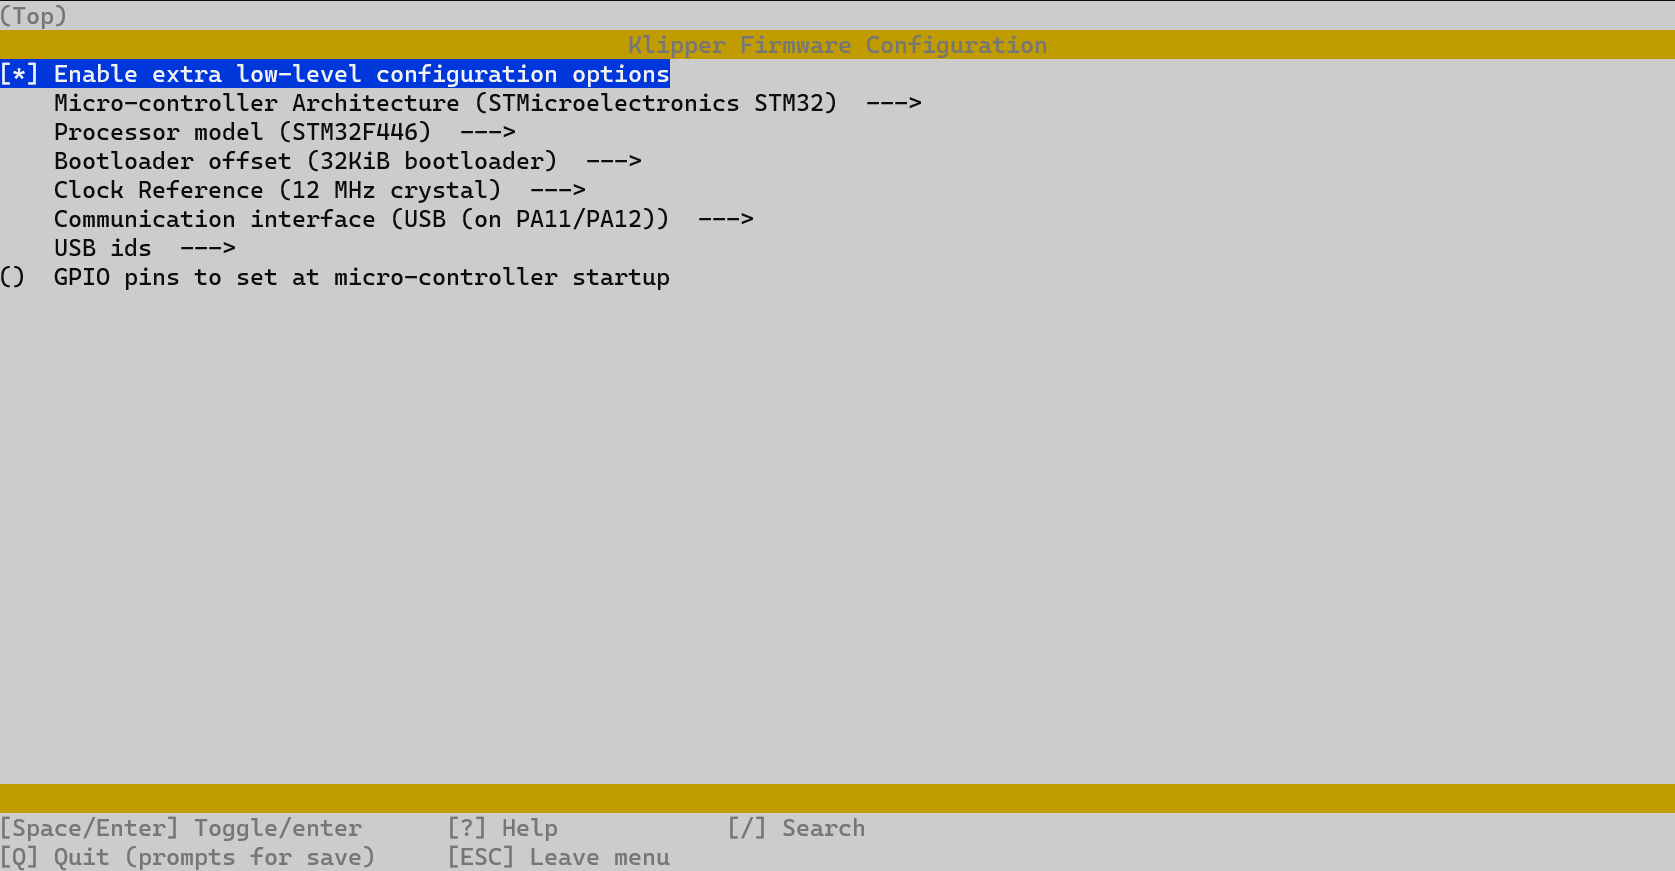 (Top)
Klipper Firmware Configuration
[*] Enable extra low-level configuration options
Micro-controller Architecture (STMicroelectronics STM32) --->
Processor model (STM32F446) --->
Bootloader offset (32KiB bootloader) --->
Clock Reference (12 MHz crystal) --->
Communication interface (USB (on PA11/PA12)) --->
USB ids --->
() GPIO pins to set at micro-controller startup
[Space/Enter] Toggle/enter [?] Help [/] Search
[Q] Quit (prompts for save) [ESC] Leave menu